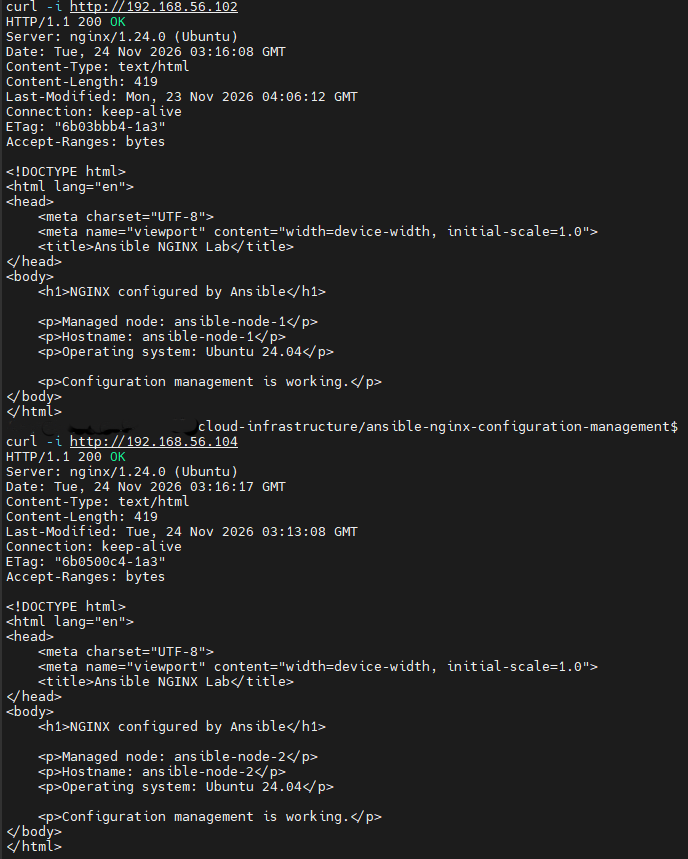 curl -i http://192.168.56.102
HTTP/1.1 200 OK
Server: nginx/1.24.0 (Ubuntu)
Date: Tue, 24 Nov 2026 03:16:08 GMT
Content-Type: text/html
Content-Length: 419
Last-Modified: Mon, 23 Nov 2026 04:06:12 GMT
Connection: keep-alive
ETag: "6b03bbb4-1a3"
Accept-Ranges: bytes

<!DOCTYPE html>
<html lang="en">
<head>
    <meta charset="UTF-8">
    <meta name="viewport" content="width=device-width, initial-scale=1.0">
    <title>Ansible NGINX Lab</title>
</head>
<body>
    <h1>NGINX configured by Ansible</h1>

    <p>Managed node: ansible-node-1</p>
    <p>Hostname: ansible-node-1</p>
    <p>Operating system: Ubuntu 24.04</p>

    <p>Configuration management is working.</p>
</body>
</html>
cloud-infrastructure/ansible-nginx-configuration-management$
curl -i http://192.168.56.104
HTTP/1.1 200 OK
Server: nginx/1.24.0 (Ubuntu)
Date: Tue, 24 Nov 2026 03:16:17 GMT
Content-Type: text/html
Content-Length: 419
Last-Modified: Tue, 24 Nov 2026 03:13:08 GMT
Connection: keep-alive
ETag: "6b0500c4-1a3"
Accept-Ranges: bytes

<!DOCTYPE html>
<html lang="en">
<head>
    <meta charset="UTF-8">
    <meta name="viewport" content="width=device-width, initial-scale=1.0">
    <title>Ansible NGINX Lab</title>
</head>
<body>
    <h1>NGINX configured by Ansible</h1>

    <p>Managed node: ansible-node-2</p>
    <p>Hostname: ansible-node-2</p>
    <p>Operating system: Ubuntu 24.04</p>

    <p>Configuration management is working.</p>
</body>
</html>